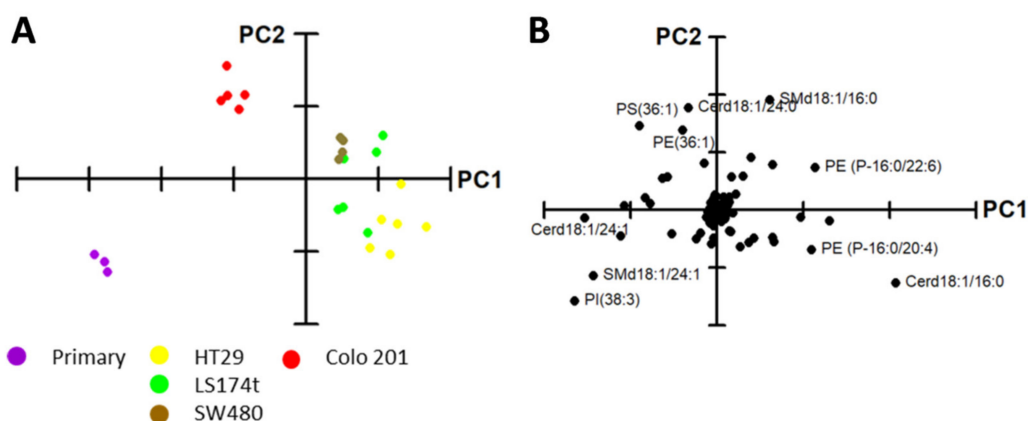 A
PC2
PC1
Primary
HT29
Colo 201
LS174t
SW480
B
PC2
SMd18:1/16:0
PS(36:1)
Cerd18:1/24:0
PE(36:1)
PE (P-16:0/22:6)
PC1
Cerd18:1/24:1
PE (P-16:0/20:4)
SMd18:1/24:1
Cerd18:1/16:0
PI(38:3)